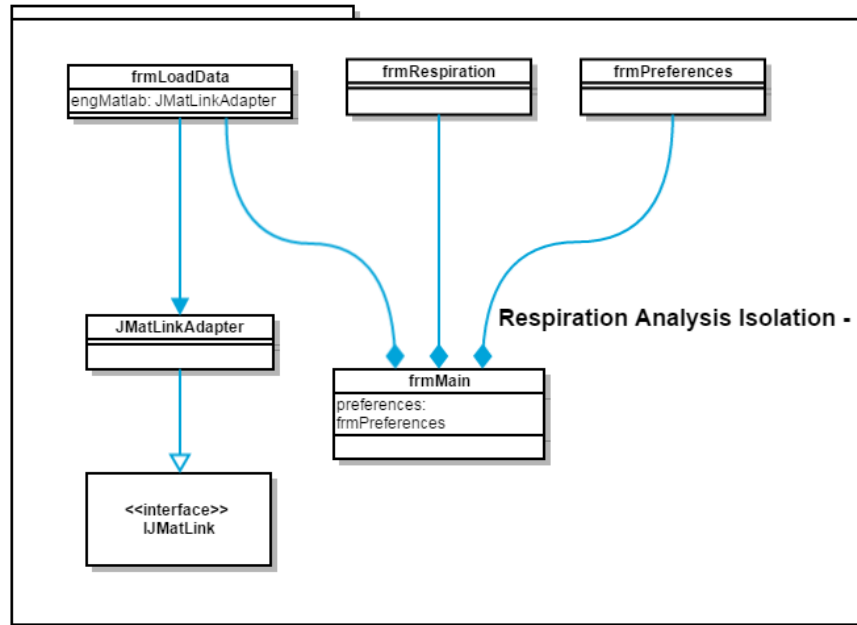 frmLoadData
engMatlab: JMatLinkAdapter
frmRespiration
frmPreferences
JMatLinkAdapter
Respiration Analysis Isolation -
frmMain
preferences:
frmPreferences
<<interface>>
IJMatLink